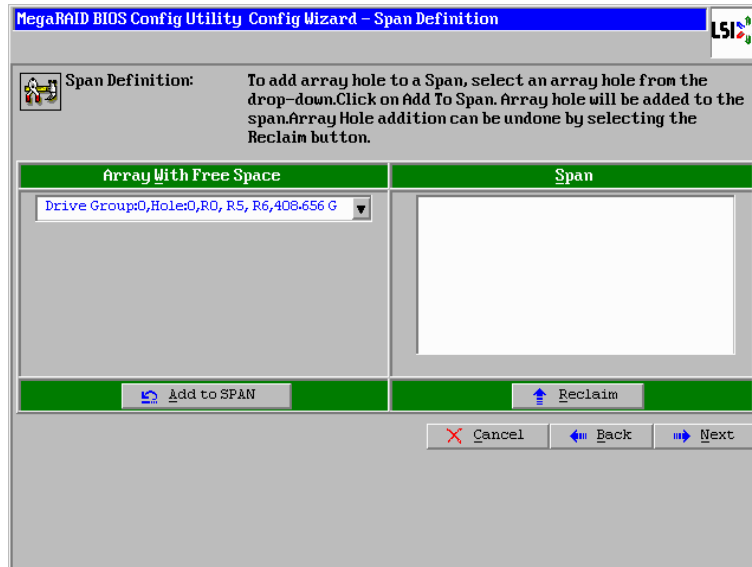 MegaRAID BIOS Config Utility Config Wizard – Span Definition
LSI
Span Definition:
To add array hole to a Span, select an array hole from the
drop-down.Click on Add To Span. Array hole will be added to the
span.Array Hole addition can be undone by selecting the
Reclaim button.
Array With Free Space
Span
Drive Group:0,Hole:0,R0, R5, R6,408.656 G
Add to SPAN
Reclaim
Cancel
Back
Next